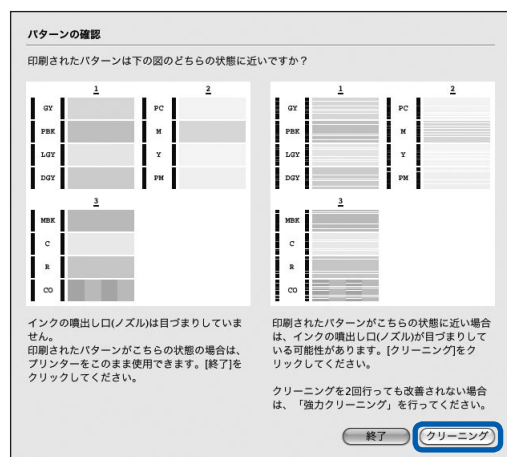 パターンの確認
印刷されたパターンは下の図のどちらの状態に近いですか？
1 2
GY PC
PBK M
LGY Y
DGY PM
3
MBK
C
R
CO
インクの噴出し口(ノズル)は目づまりしていま
せん。
印刷されたパターンがこちらの状態の場合は、
プリンターをこのまま使用できます。[終了]を
クリックしてください。
1 2
GY PC
PBK M
LGY Y
DGY PM
3
MBK
C
R
CO
印刷されたパターンがこちらの状態に近い場合
は、インクの噴出し口(ノズル)が目づまりして
いる可能性があります。[クリーニング]をク
リックしてください。
クリーニングを2回行っても改善されない場合
は、「強力クリーニング」を行ってください。
終了 クリーニング